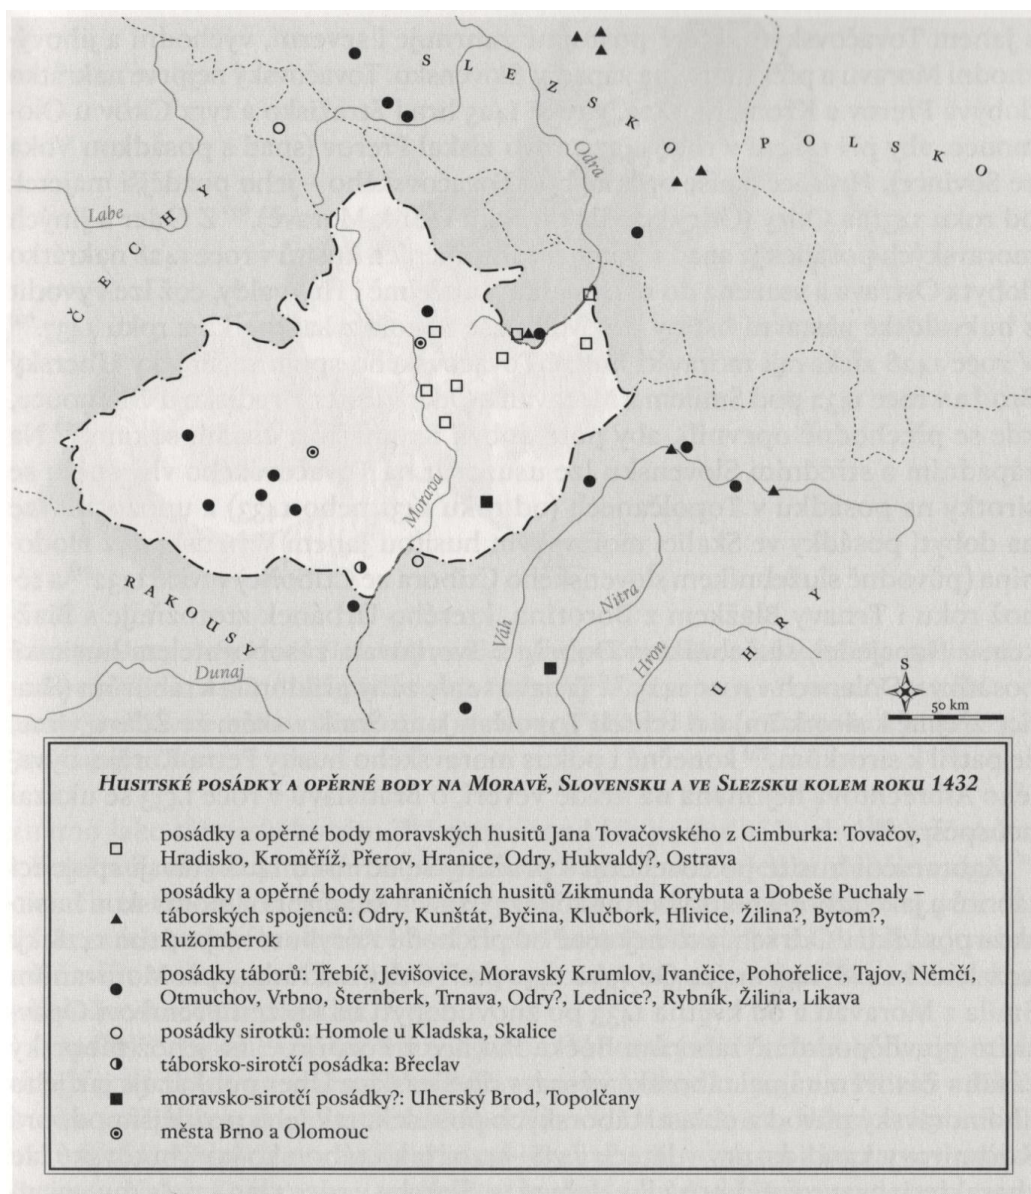 SLEZSKO
POLSKO
Odra
Labe
ČECHY
Morava
RAKOUSY
Dunaj
Váh
Nitra
Hron
UHRY
S
50 km
Husitské posádky a opěrné body na Moravě, Slovensku a ve Slezsku kolem roku 1432
posádky a opěrné body moravských husitů Jana Tovačovského z Cimburka: Tovačov,
Hradisko, Kroměříž, Přerov, Hranice, Odry, Hukvaldy?, Ostrava
posádky a opěrné body zahraničních husitů Zikmunda Korybuta a Dobeše Puchaly –
táborských spojenců: Odry, Kunštát, Byčina, Klučbork, Hlivice, Žilina?, Bytom?,
Ružomberok
posádky táborů: Třebíč, Jevišovice, Moravský Krumlov, Ivančice, Pohořelice, Tajov, Němčí,
Otmuchov, Vrbno, Šternberk, Trnava, Odry?, Lednice?, Rybník, Žilina, Likava
posádky sirotků: Homole u Kladska, Skalice
táborsko-sirotčí posádka: Břeclav
moravsko-sirotčí posádky?: Uherský Brod, Topolčany
města Brno a Olomouc